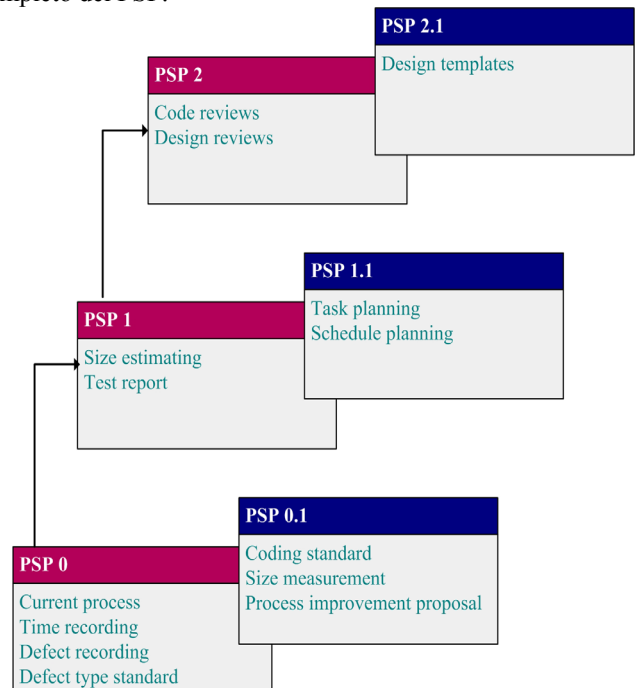 PSP 2.1
Design templates
PSP 2
Code reviews
Design reviews
PSP 1.1
Task planning
Schedule planning
PSP 1
Size estimating
Test report
PSP 0.1
Coding standard
Size measurement
Process improvement proposal
PSP 0
Current process
Time recording
Defect recording
Defect type standard